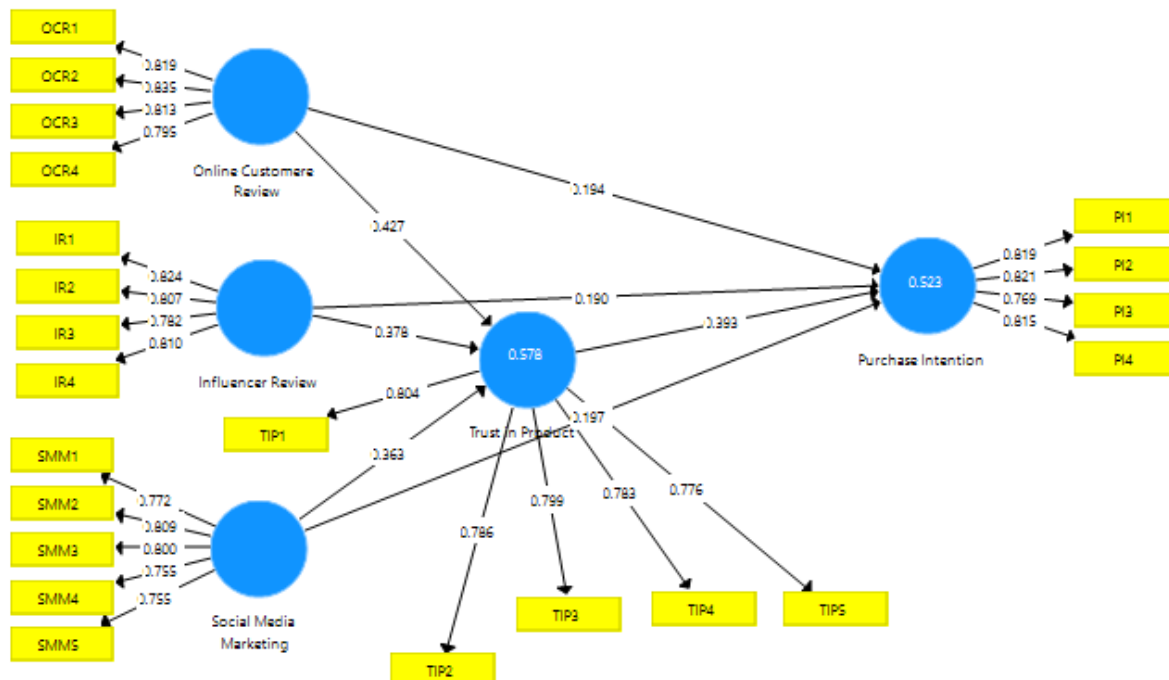 OCR1
0.819
OCR2
0.835
OCR3
0.813
OCR4
0.795
Online Customere
Review
0.194
0.427
IR1
0.824
IR2
0.807
IR3
0.782
IR4
0.810
Influencer Review
0.190
0.378
PI1
0.819
PI2
0.821
PI3
0.769
PI4
0.815
0.523
Purchase Intention
0.393
0.578
Trust in Product
0.804
TIP1
0.197
0.363
SMM1
0.772
SMM2
0.809
SMM3
0.800
SMM4
0.755
SMM5
0.755
Social Media
Marketing
0.786
0.799
0.783
0.776
TIP2
TIP3
TIP4
TIP5